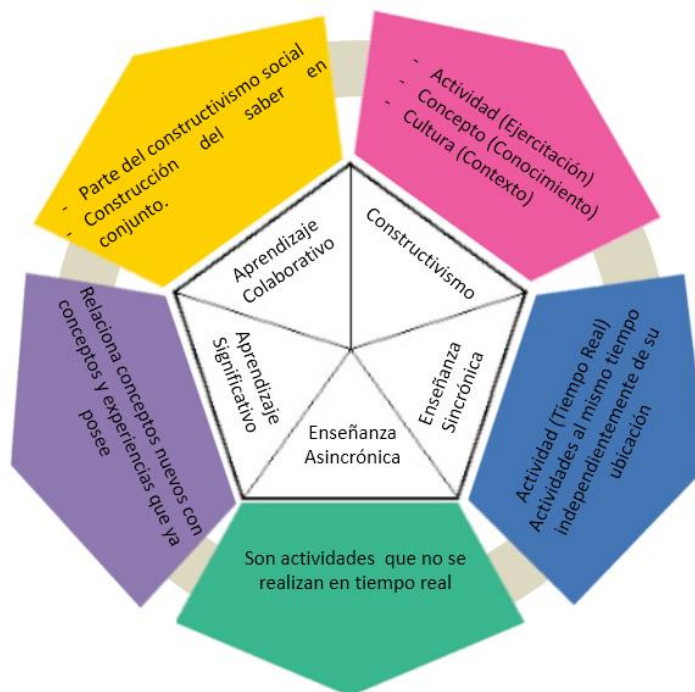 - Parte del constructivismo social
- Construcción del saber en
conjunto.
- Actividad (Ejercitación)
- Concepto (Conocimiento)
- Cultura (Contexto)
Aprendizaje
Colaborativo
Constructivismo
Relaciona conceptos nuevos con
conceptos y experiencias que ya
posee
Aprendizaje
Significativo
Enseñanza
Sincrónica
Actividad (Tiempo Real)
Actividades al mismo tiempo
independientemente de su
ubicación
Enseñanza
Asincrónica
Son actividades que no se
realizan en tiempo real